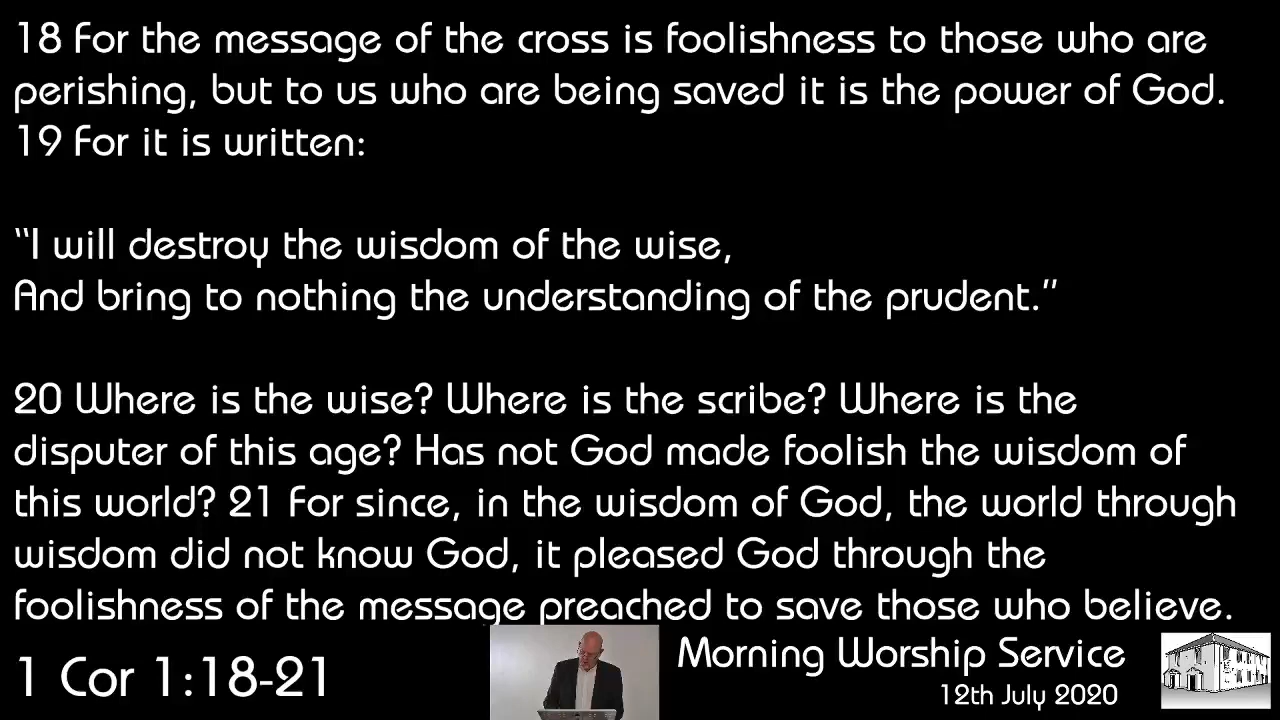 18 For the message of the cross is foolishness to those who are
perishing, but to us who are being saved it is the power of God.
19 For it is written:
“I will destroy the wisdom of the wise,
And bring to nothing the understanding of the prudent.”
20 Where is the wise? Where is the scribe? Where is the
disputer of this age? Has not God made foolish the wisdom of
this world? 21 For since, in the wisdom of God, the world through
wisdom did not know God, it pleased God through the
foolishness of the message preached to save those who believe.
1 Cor 1:18-21
Morning Worship Service
12th July 2020